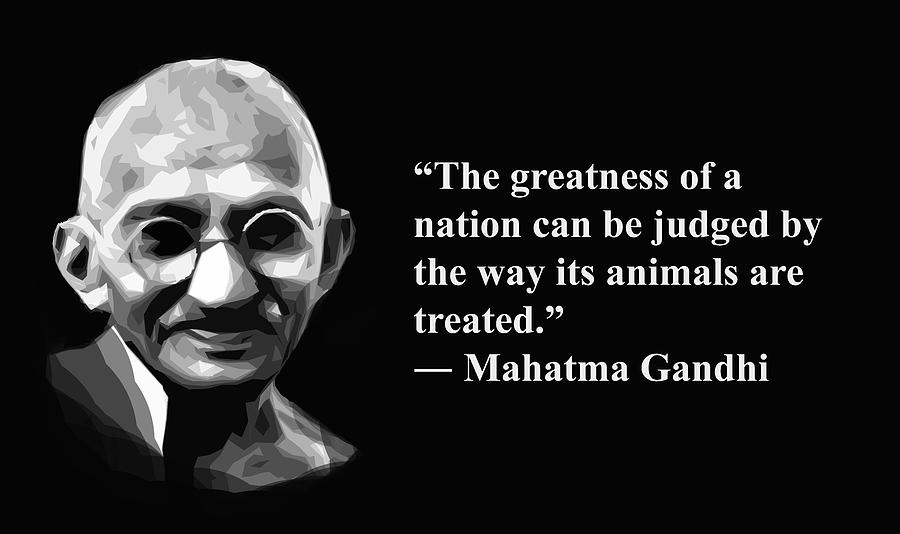 “The greatness of a
nation can be judged by
the way its animals are
treated.”
― Mahatma Gandhi